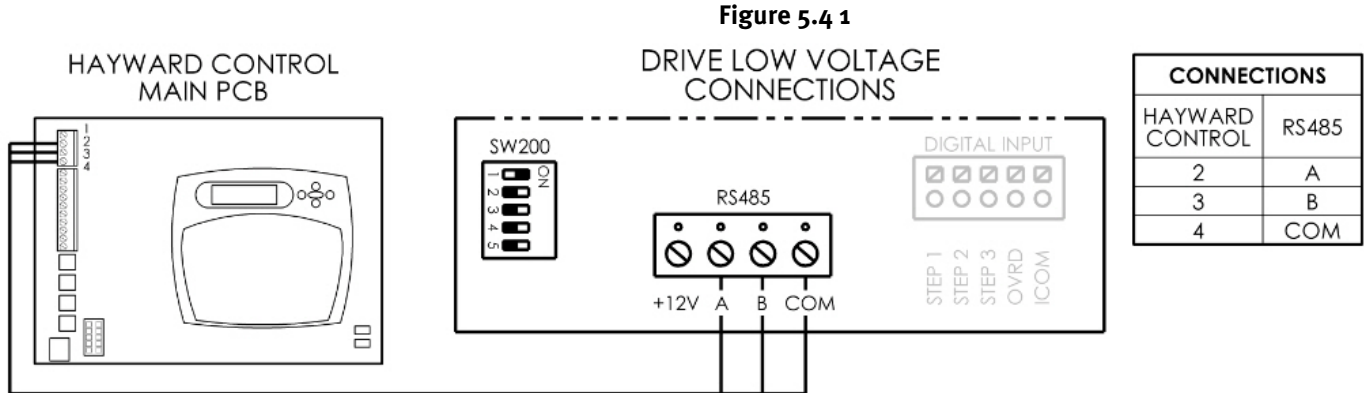 Figure 5.4 1
HAYWARD CONTROL
MAIN PCB
1
2
3
4
DRIVE LOW VOLTAGE
CONNECTIONS
SW200
ON
1
2
3
4
5
RS485
+12V A B COM
DIGITAL INPUT
STEP 1
STEP 2
STEP 3
OVRD
ICOM
CONNECTIONS
HAYWARD
CONTROL
RS485
2 A
3 B
4 COM